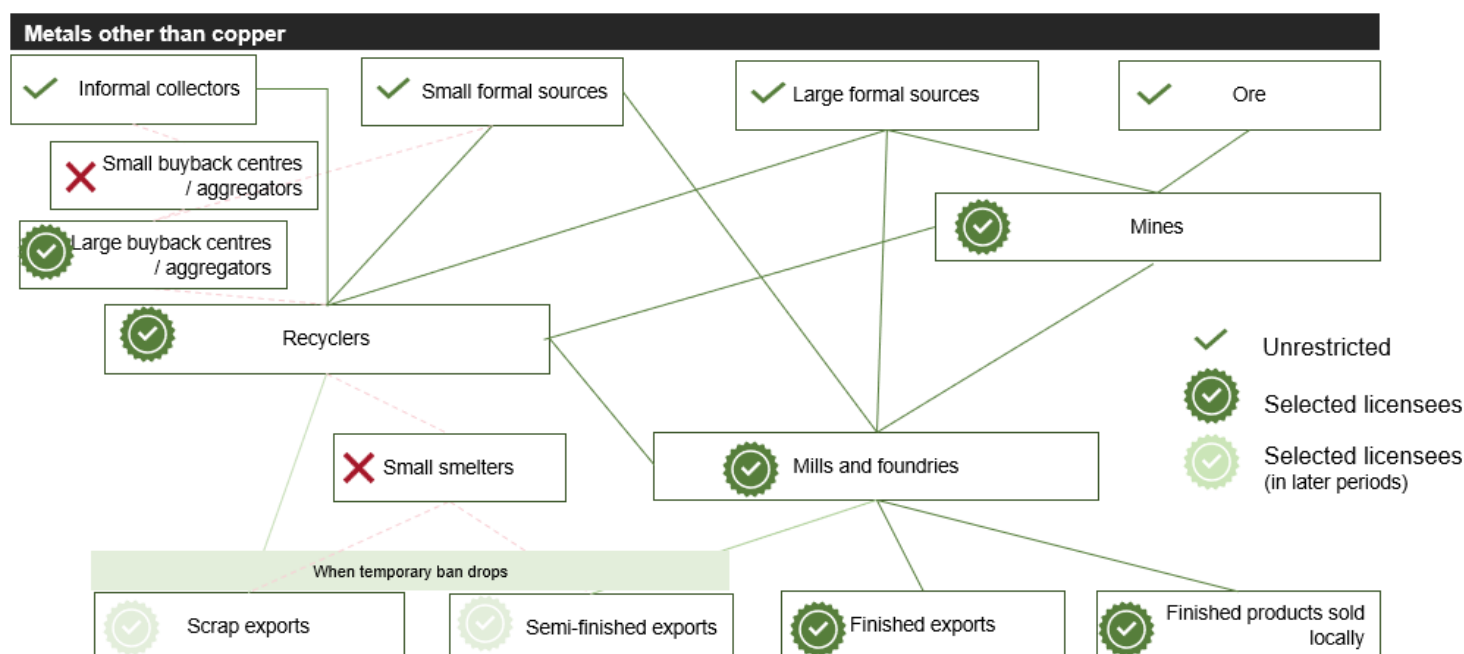 Metals other than copper
Informal collectors
Small formal sources
Large formal sources
Ore
Small buyback centres
/ aggregators
Large buyback centres
/ aggregators
Mines
Recyclers
Unrestricted
Selected licensees
Selected licensees
(in later periods)
Small smelters
Mills and foundries
When temporary ban drops
Scrap exports
Semi-finished exports
Finished exports
Finished products sold
locally